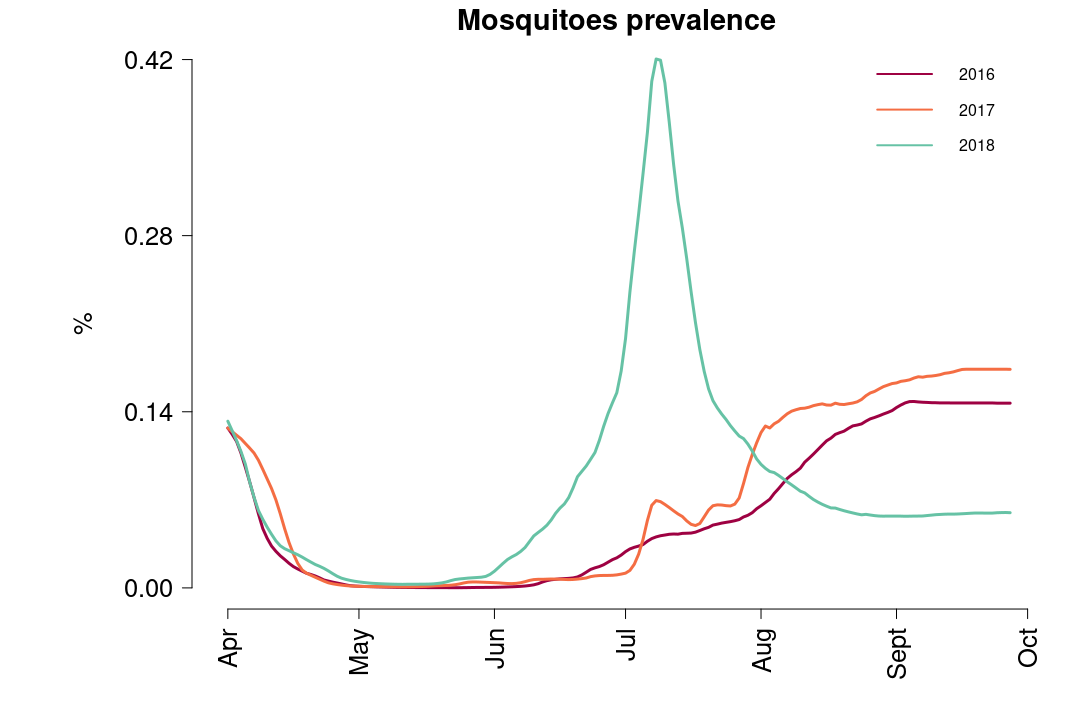 Mosquitoes prevalence
0.42
0.28
0.14
0.00
%
2016
2017
2018
Apr
May
Jun
Jul
Aug
Sept
Oct